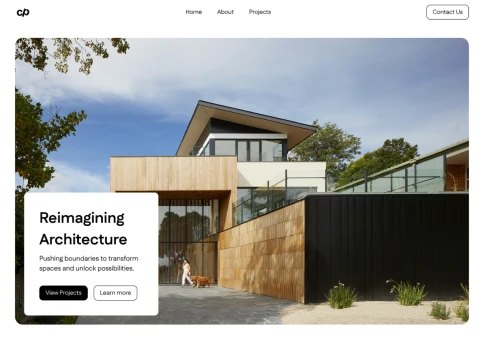 cp
Home
About
Projects
Contact Us
Reimagining
Architecture
Pushing boundaries to transform
spaces and unlock possibilities.
View Projects
Learn more